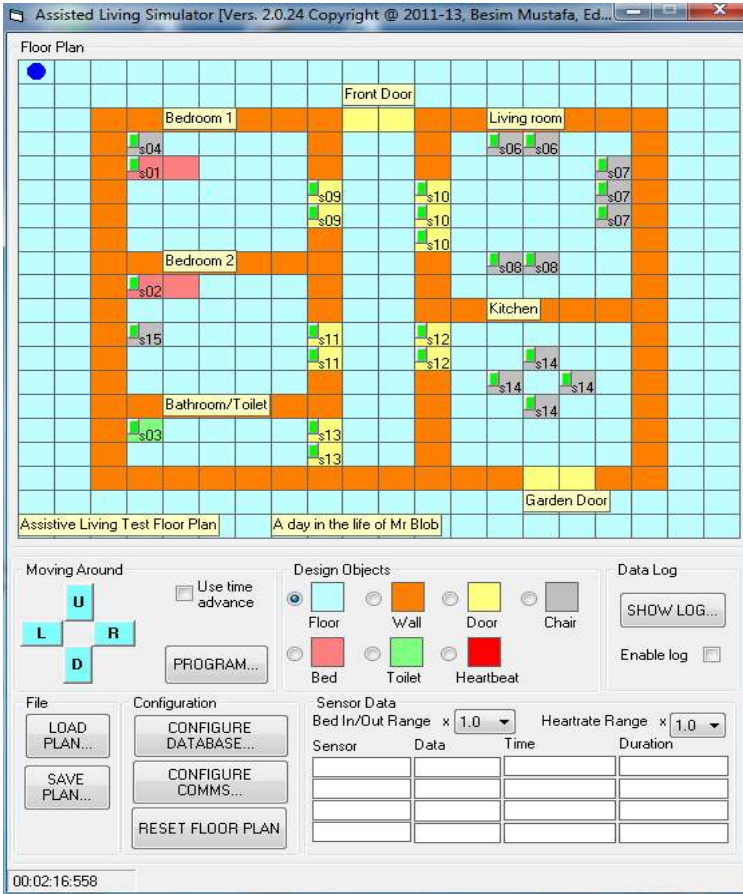 Assisted Living Simulator [Vers. 2.0.24 Copyright @ 2011-13, Besim Mustafa, Ed...
Floor Plan
Front Door
Bedroom 1 Living room
s04 s06 s06
s01 s07
s09 s10 s07
s09 s10 s07
s10
Bedroom 2 s08 s08
s02
Kitchen
s15 s11 s12
s11 s12 s14
s14 s14
Bathroom/Toilet s14
s03 s13
s13
Garden Door
Assistive Living Test Floor Plan A day in the life of Mr Blob
Moving Around
U
L R
D
Use time
advance
PROGRAM...
Design Objects
Floor Wall Door Chair
Bed Toilet Heartbeat
Data Log
SHOW LOG...
Enable log
File
LOAD
PLAN...
SAVE
PLAN...
Configuration
CONFIGURE
DATABASE...
CONFIGURE
COMMS...
RESET FLOOR PLAN
Sensor Data
Bed In/Out Range x 1.0 Heartrate Range x 1.0
Sensor Data Time Duration
00:02:16:558